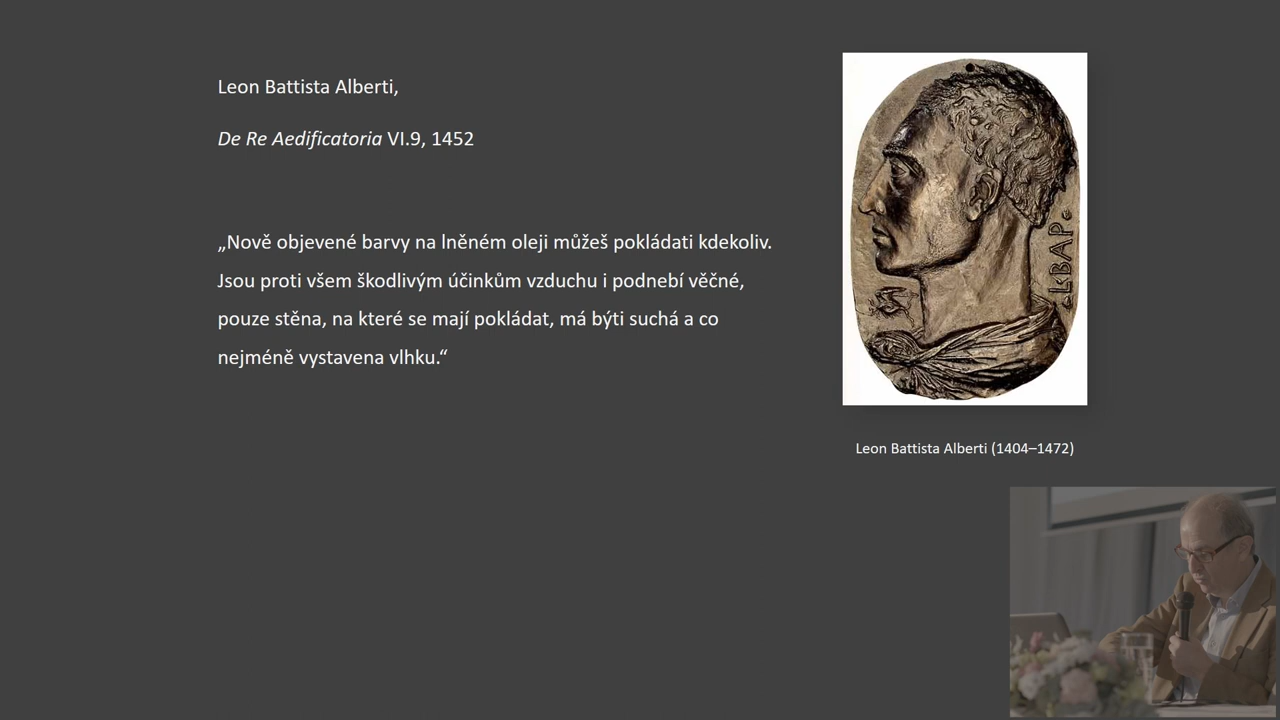 Leon Battista Alberti,
De Re Aedificatoria VI.9, 1452
„Nově objevené barvy na lněném oleji můžeš pokládati kdekoliv.
Jsou proti všem škodlivým účinkům vzduchu i podnebí věčné,
pouze stěna, na které se mají pokládat, má býti suchá a co
nejméně vystavena vlhku.“
.L.BAP.
Leon Battista Alberti (1404–1472)